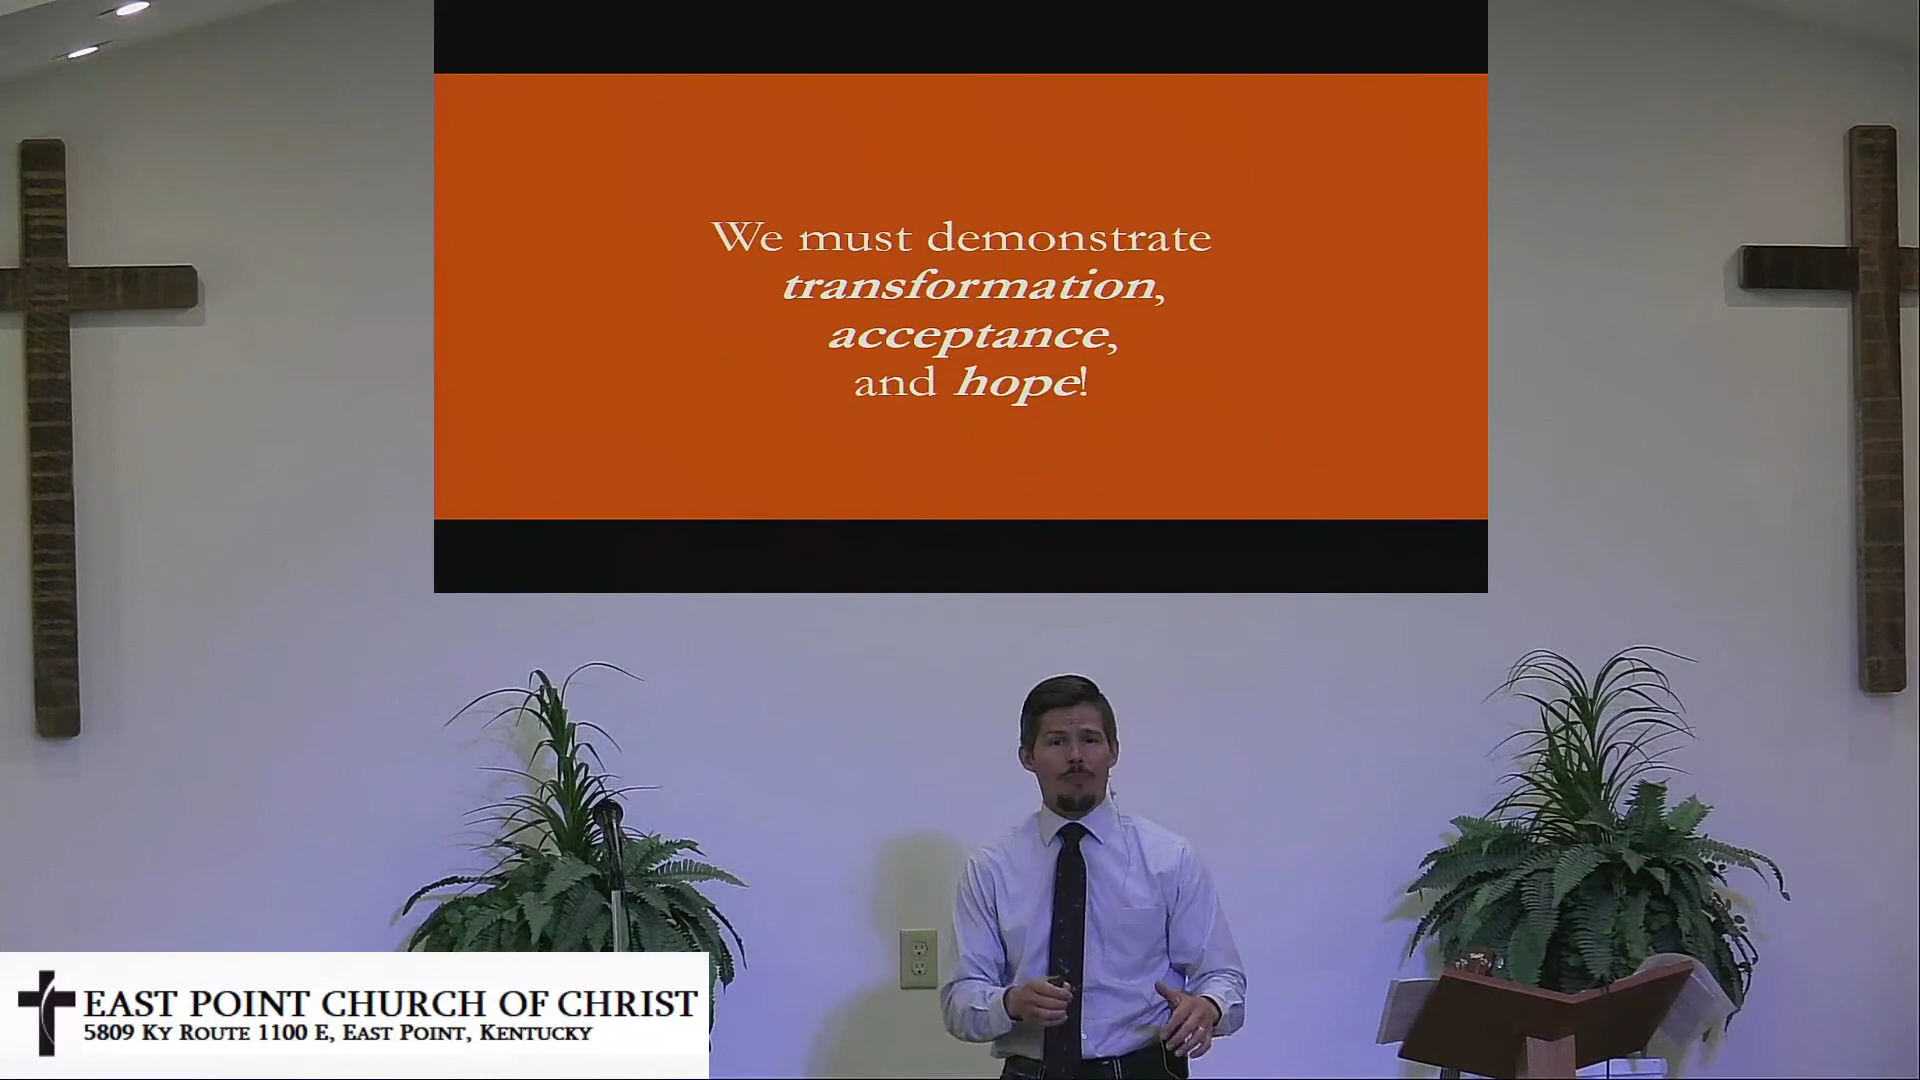 We must demonstrate
transformation,
acceptance,
and hope!
EAST POINT CHURCH OF CHRIST
5809 KY ROUTE 1100 E, EAST POINT, KENTUCKY